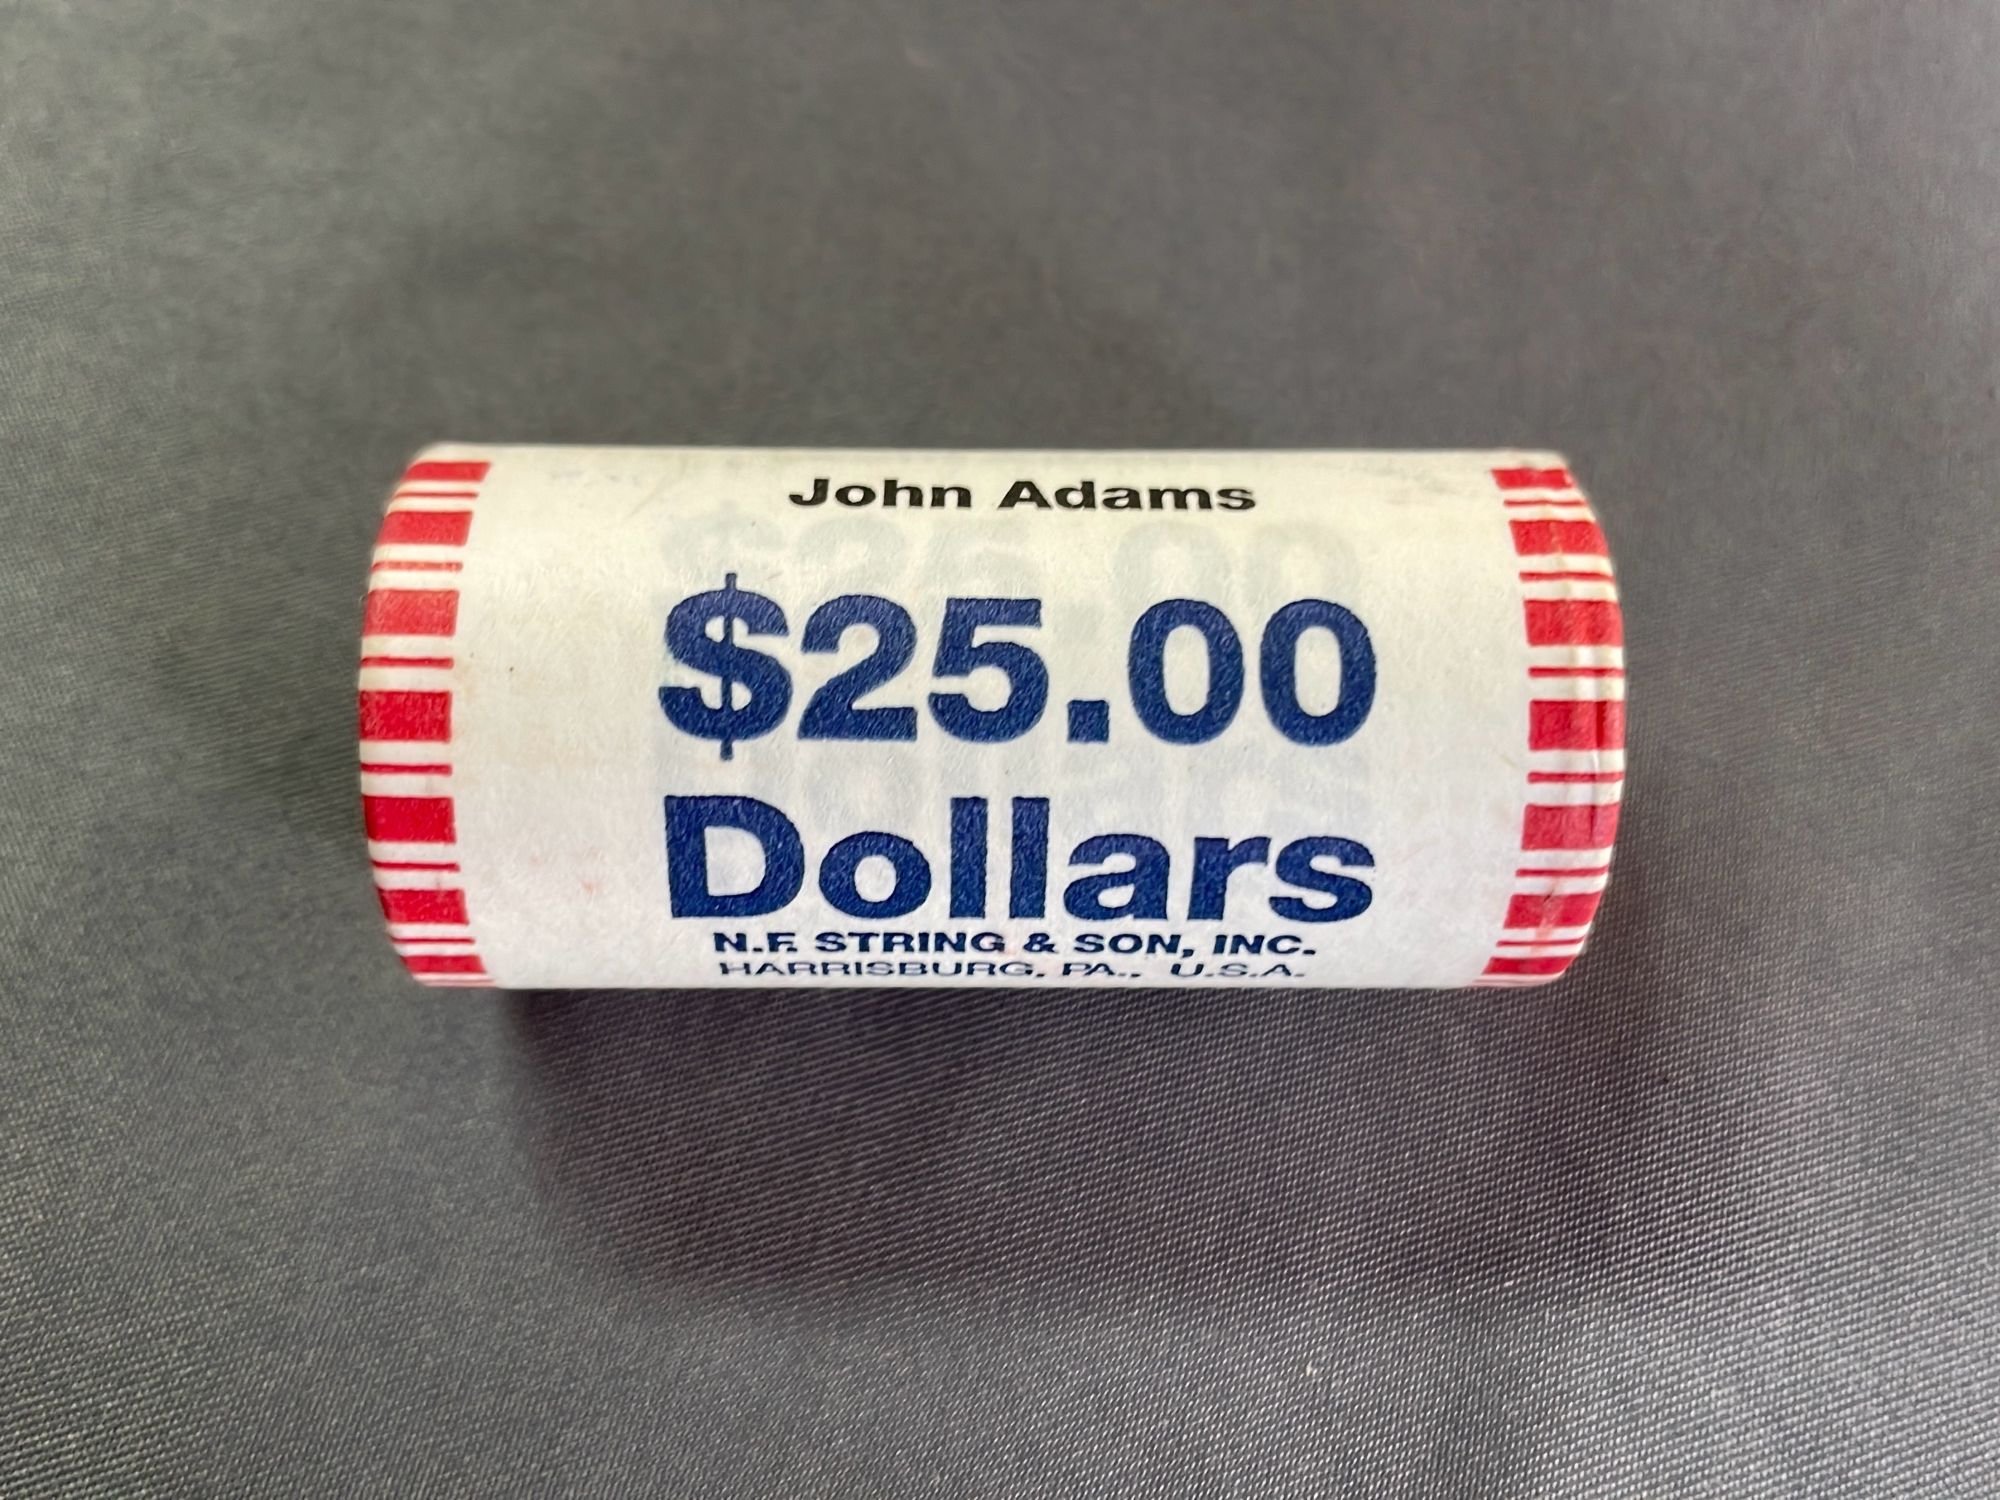 John Adams
$25.00
Dollars
N.F. STRING & SON, INC.
HARRISBURG, PA., U.S.A.